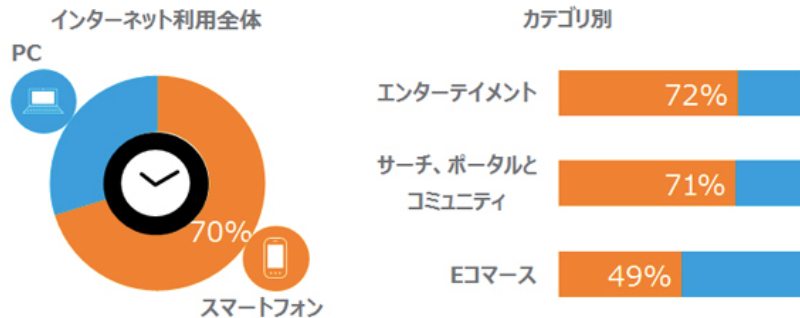 インターネット利用全体
PC
70%
スマートフォン
カテゴリ別
エンターテイメント
72%
サーチ、ポータルと
コミュニティ
71%
Eコマース
49%